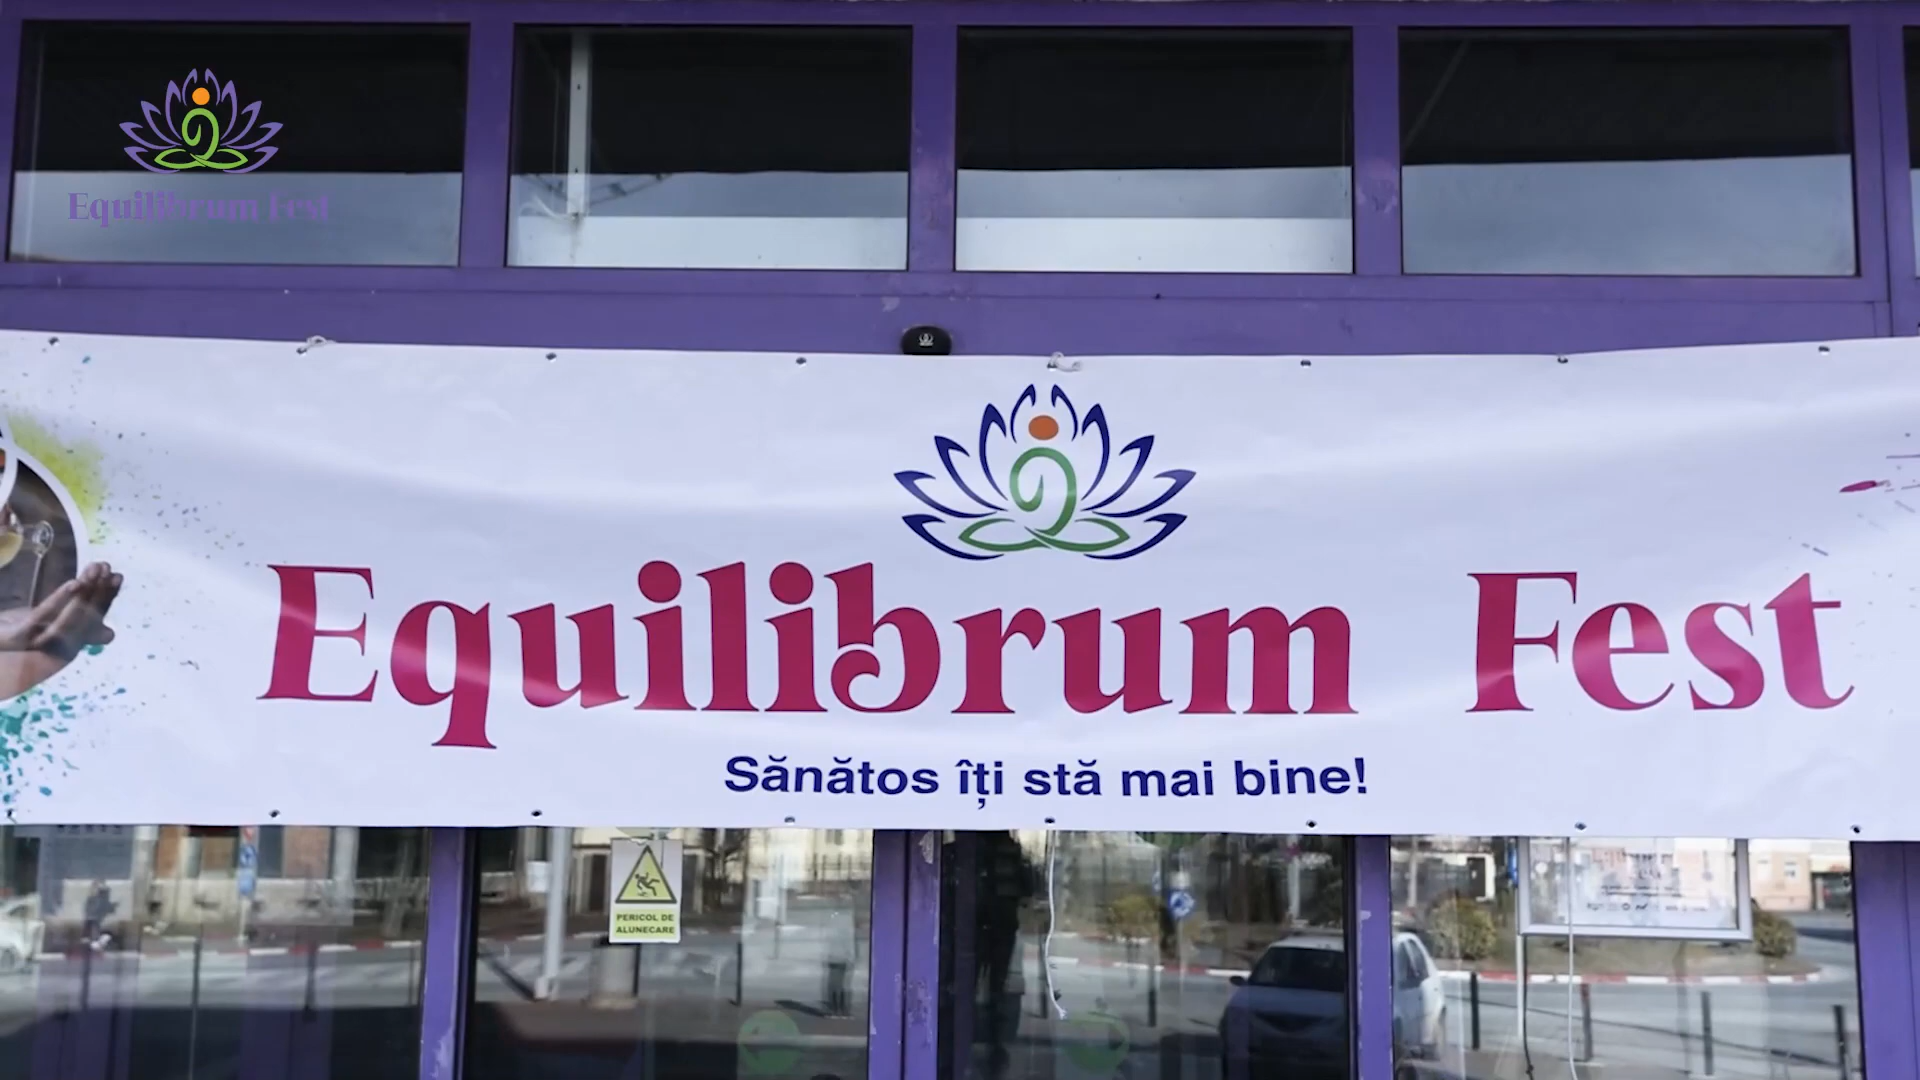 Equilibrum Fest
Equilibrum Fest
Sănătos îți stă mai bine!
PERICOL DE
ALUNECARE